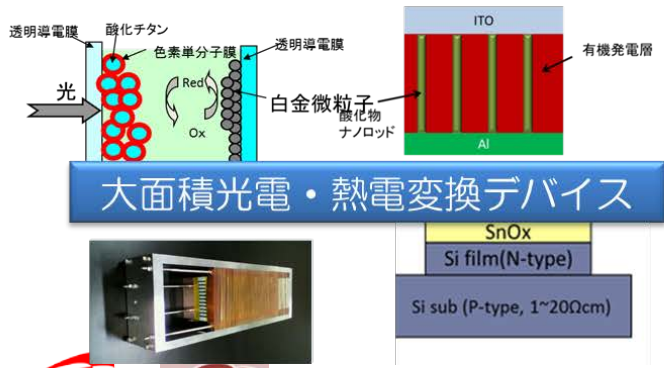 酸化チタン
透明導電膜
色素単分子膜
透明導電膜
光
Red
Ox
白金微粒子
ITO
有機発電層
酸化物
ナノロッド
Al
大面積光電・熱電変換デバイス
SnOx
Si film(N-type)
Si sub (P-type, 1~20Ωcm)